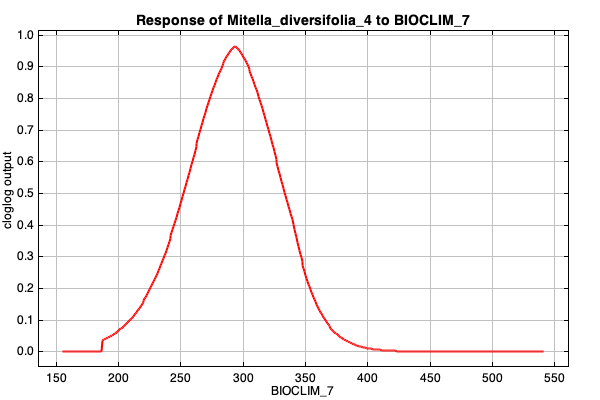 Response of Mitella_diversifolia_4 to BIOCLIM_7
cloglog output
1.0
0.9
0.8
0.7
0.6
0.5
0.4
0.3
0.2
0.1
0.0
150 200 250 300 350 400 450 500 550
BIOCLIM_7